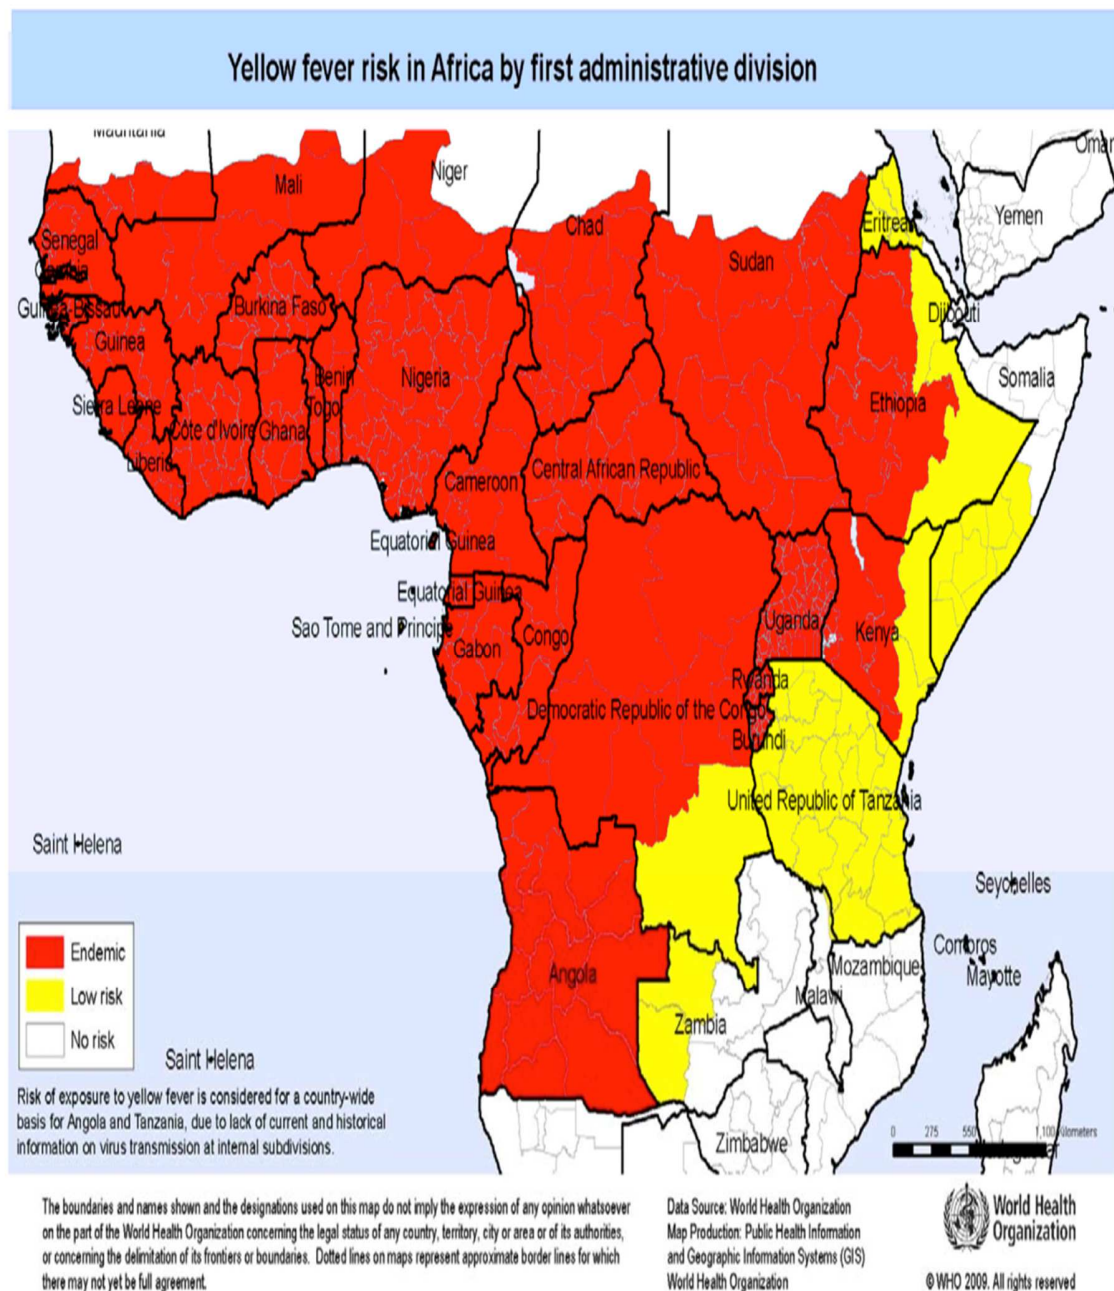 Yellow fever risk in Africa by first administrative division
Mauritania
Oman
Niger
Mali
Yemen
Chad
Eritrea
Senegal
Sudan
Gambia
Guinea-Bissau
Burkina Faso
Djibouti
Guinea
Benin
Nigeria
Somalia
Sierra Leone
Togo
Ethiopia
Côte d'Ivoire
Ghana
Liberia
Central African Republic
Cameroon
Equatorial Guinea
Equatorial Guinea
Sao Tome and Principe
Uganda
Congo
Kenya
Gabon
Rwanda
Democratic Republic of the Congo
Burundi
United Republic of Tanzania
Saint Helena
Seychelles
Endemic
Comoros
Angola
Mozambique
Mayotte
Low risk
Malawi
Zambia
No risk
Saint Helena
Risk of exposure to yellow fever is considered for a country-wide
basis for Angola and Tanzania, due to lack of current and historical
information on virus transmission at internal subdivisions.
0 275 550 1,100 Kilometers
Zimbabwe
The boundaries and names shown and the designations used on this map do not imply the expression of any opinion whatsoever
on the part of the World Health Organization concerning the legal status of any country, territory, city or area or of its authorities,
or concerning the delimitation of its frontiers or boundaries. Dotted lines on maps represent approximate border lines for which
there may not yet be full agreement.
Data Source: World Health Organization
Map Production: Public Health Information
and Geographic Information Systems (GIS)
World Health Organization
World Health
Organization
© WHO 2009. All rights reserved